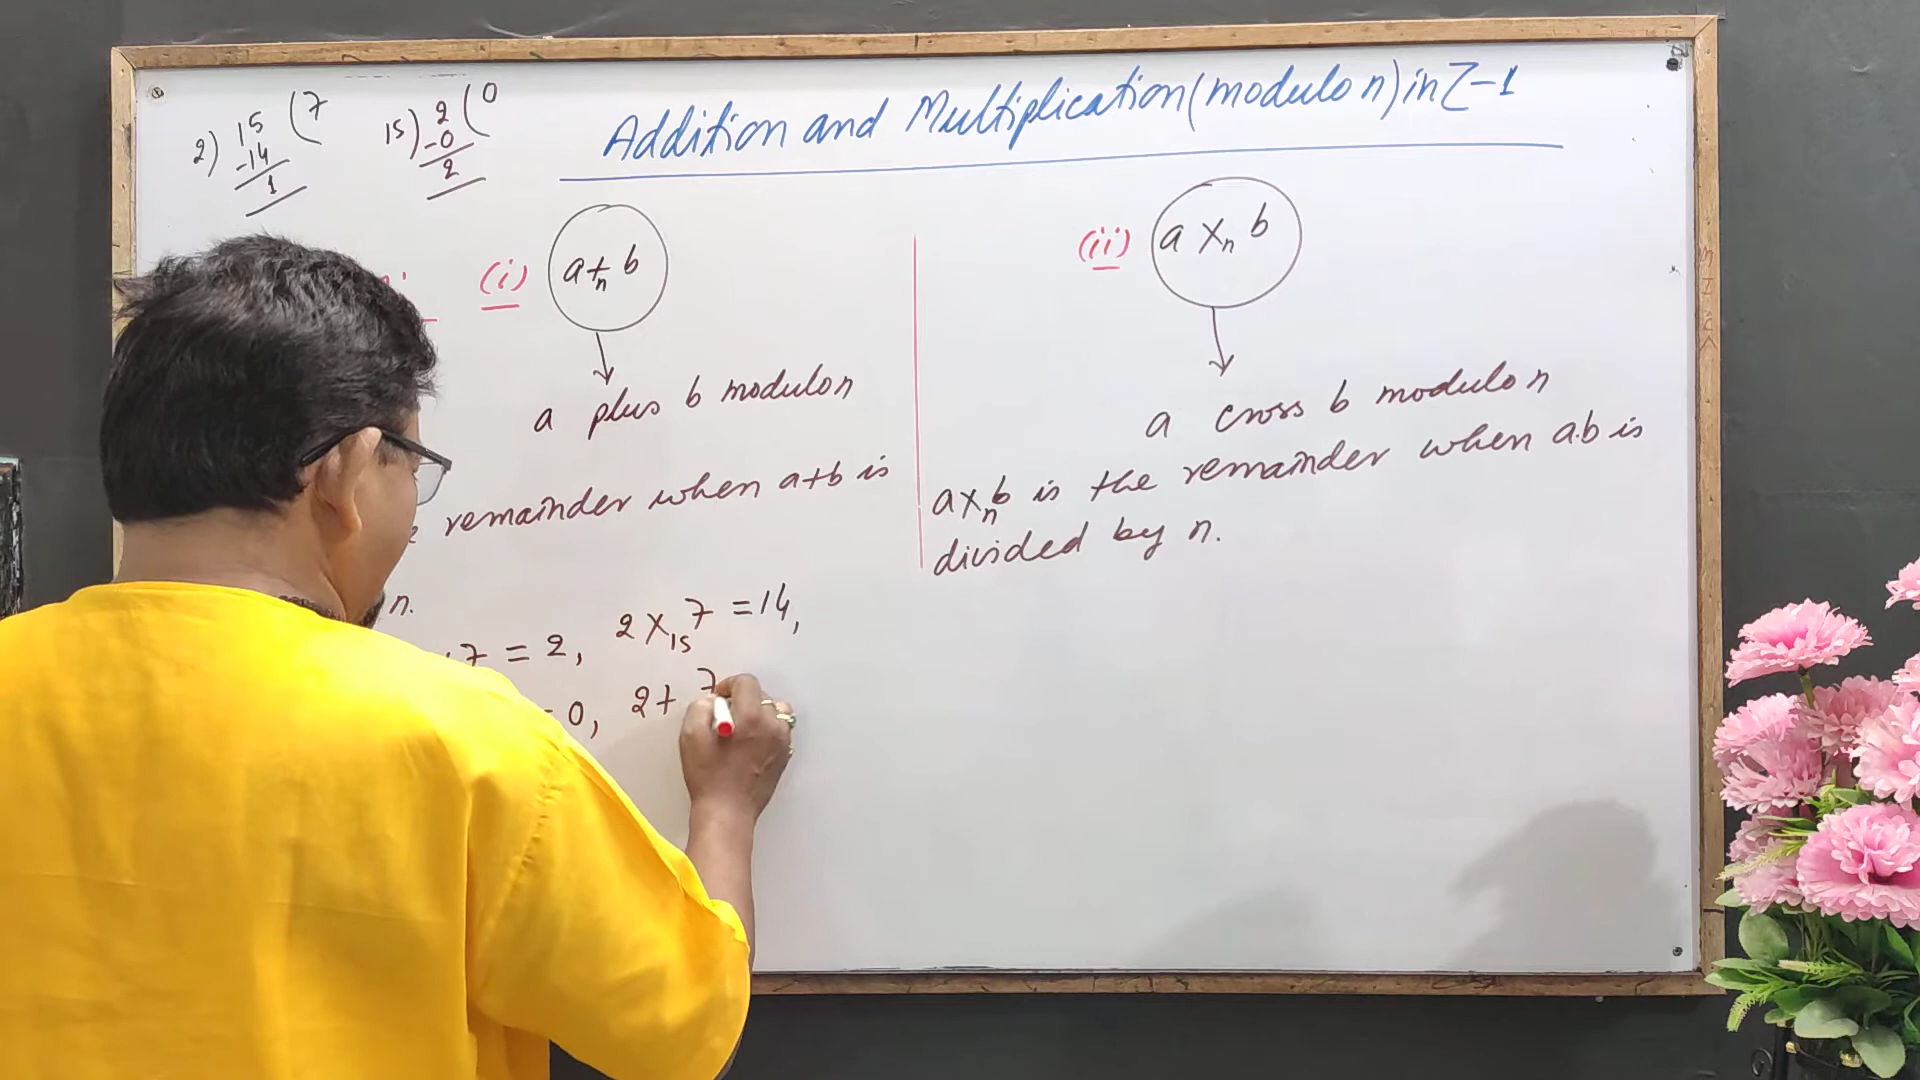 Addition and Multiplication(modulo n) in Z-1
2) 15 (7
-14
1
15) 2 (0
-0
2
(i) a +n b
a plus b modulo n
remainder when a+b is
n.
7 = 2, 2 ×15 7 = 14,
= 0, 2 + 7
(ii) a ×n b
a cross b modulo n
a ×n b is the remainder when a.b is
divided by n.